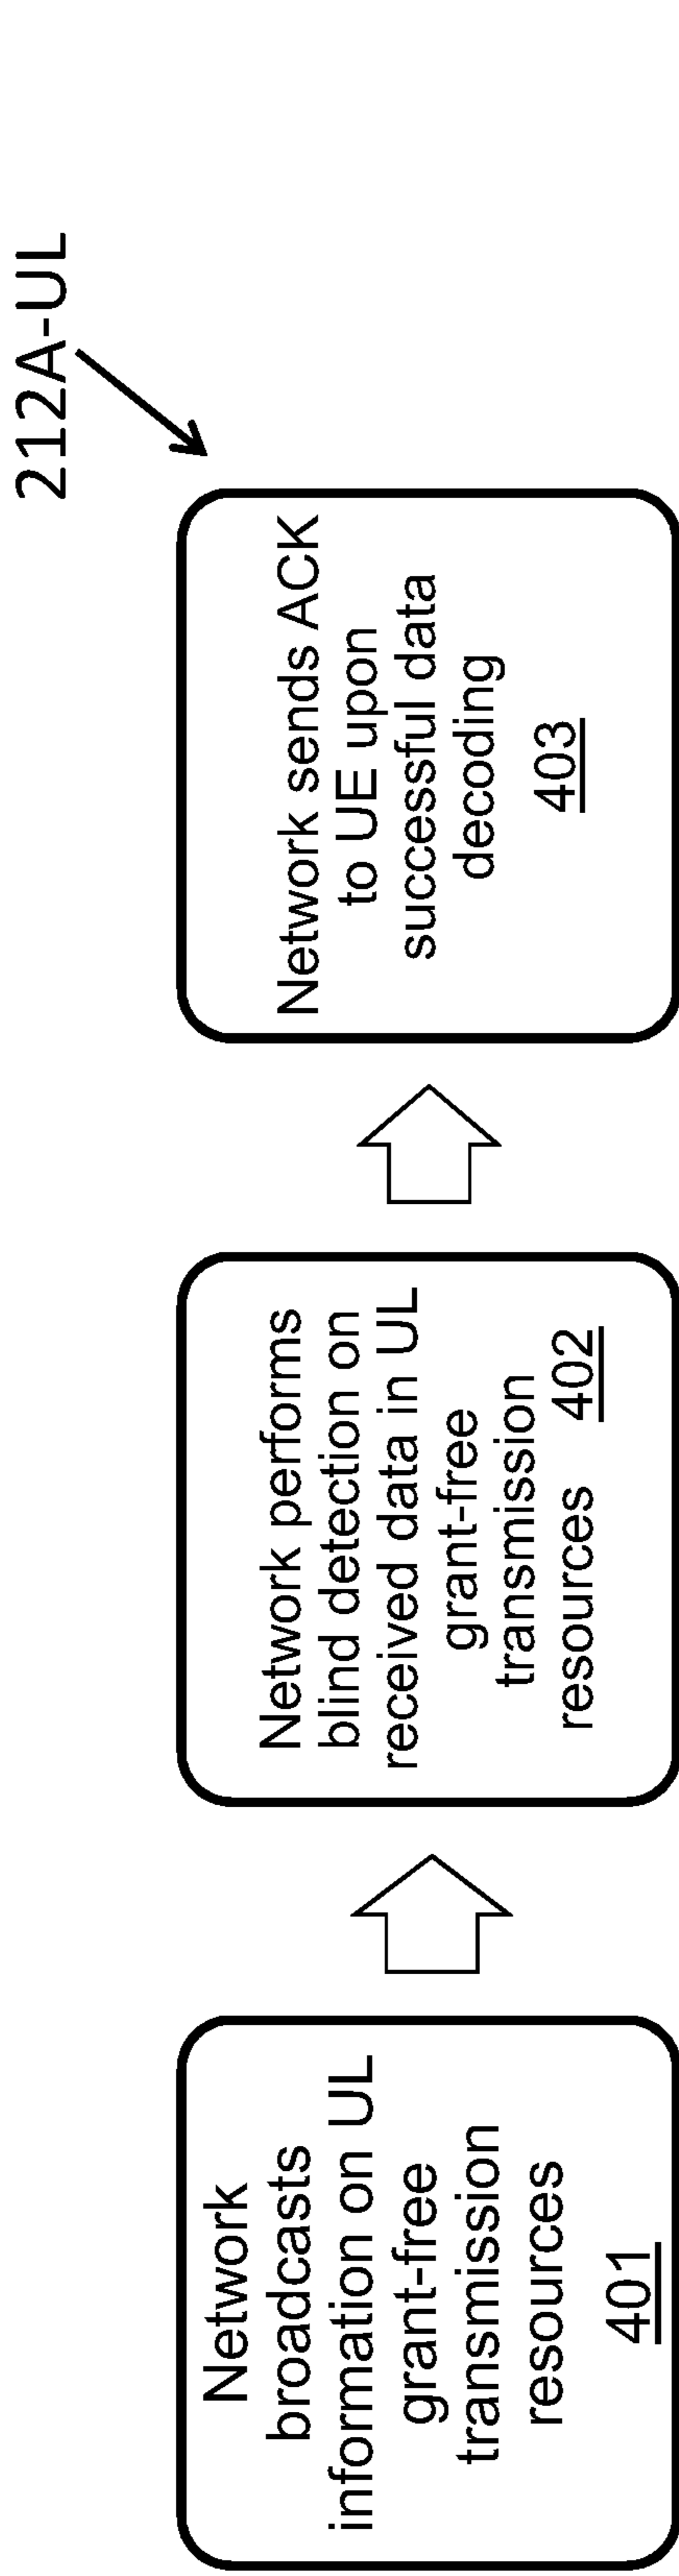 212A-UL
Network
broadcasts
information on UL
grant-free
transmission
resources
401
Network performs
blind detection on
received data in UL
grant-free
transmission
resources 402
Network sends ACK
to UE upon
successful data
decoding
403